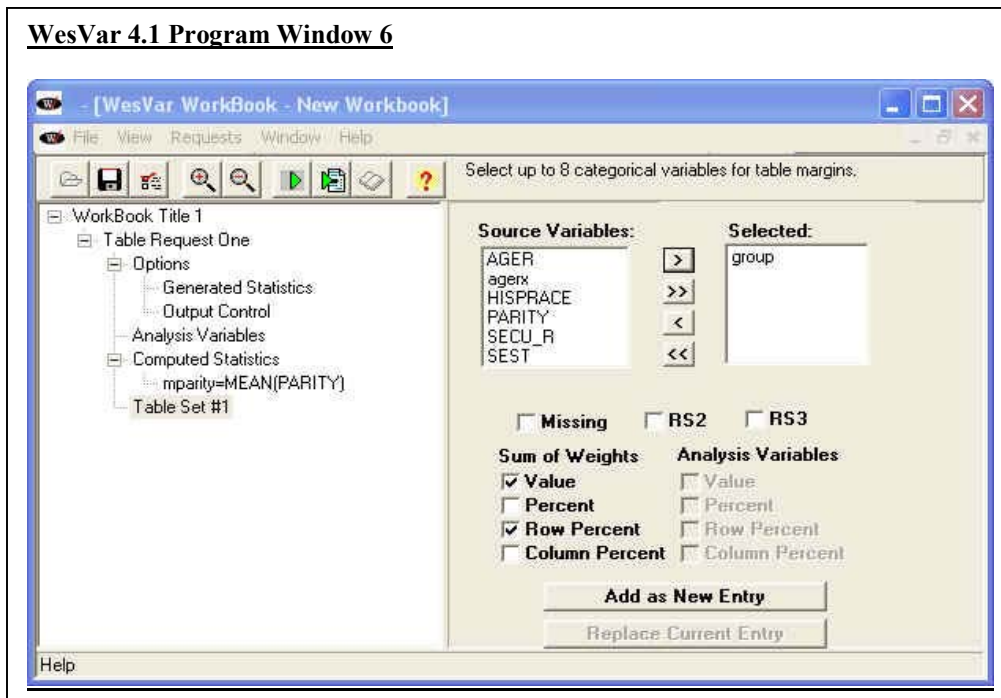 WesVar 4.1 Program Window 6
- [WesVar WorkBook - New Workbook]
File View Requests Window Help
Select up to 8 categorical variables for table margins.
WorkBook Title 1
Table Request One
Options
Generated Statistics
Output Control
Analysis Variables
Computed Statistics
mparity=MEAN(PARITY)
Table Set #1
Source Variables:
AGER
agerx
HISPRACE
PARITY
SECU_R
SEST
>
>>
<
<<
Selected:
group
Missing RS2 RS3
Sum of Weights
Value
Percent
Row Percent
Column Percent
Analysis Variables
Value
Percent
Row Percent
Column Percent
Add as New Entry
Replace Current Entry
Help